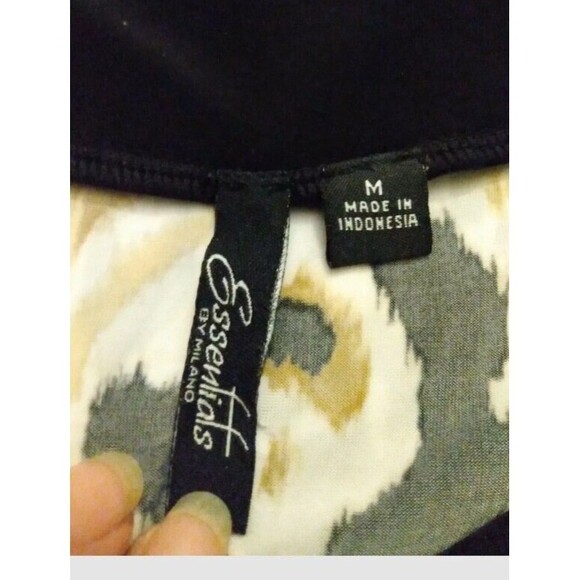 Essentials
BY MILANO
M
MADE IN
INDONESIA